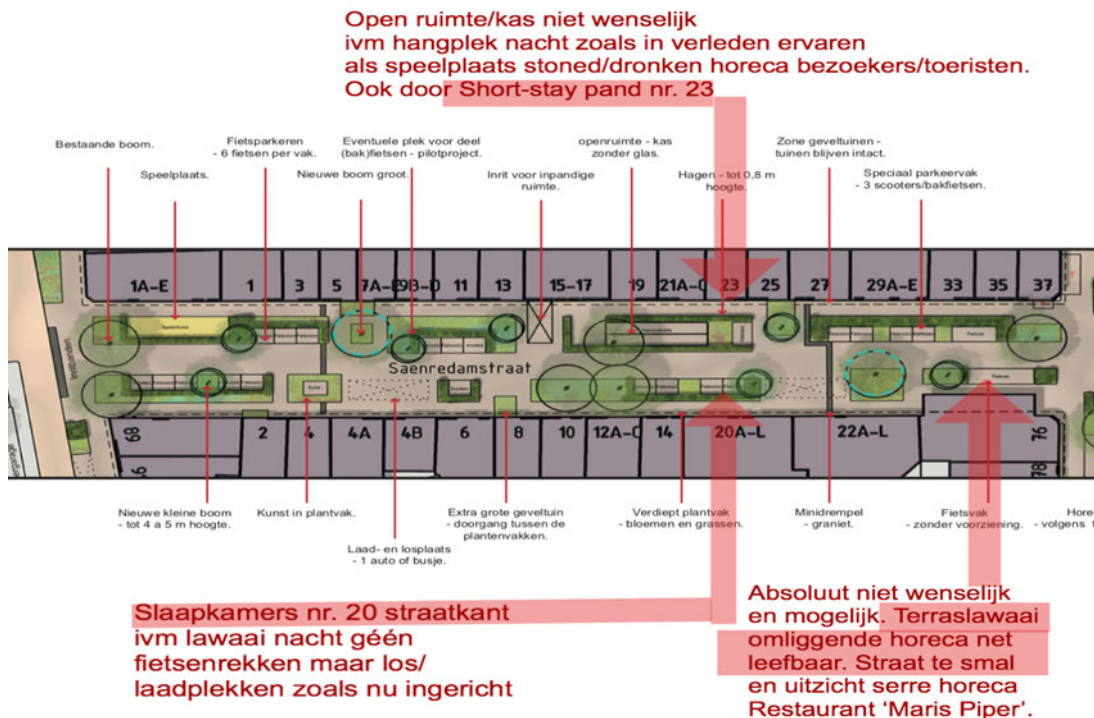 Open ruimte/kas niet wenselijk
ivm hangplek nacht zoals in verleden ervaren
als speelplaats stoned/dronken horeca bezoekers/toeristen.
Ook door Short-stay pand nr. 23
Bestaande boom.
Speelplaats.
Fietsparkeren
- 6 fietsen per vak.
Nieuwe boom groot.
Eventuele plek voor deel
(bak)fietsen - pilotproject.
Inrit voor inpandige
ruimte.
openruimte - kas
zonder glas.
Hagen - tot 0,8 m
hoogte.
Zone geveltuinen -
tuinen blijven intact.
Speciaal parkeervak
- 3 scooters/bakfietsen.
1A-E 1 3 5 7A-E 9B-D 11 13 15-17 19 21A-C 23 25 27 29A-E 33 35 37
T
Inritbanden
Kunst
Saenredamstraat
Fietsvak
68 2 4 4A 4B 6 8 10 12A-C 14 20A-L 22A-L 76
78
Nieuwe kleine boom
- tot 4 a 5 m hoogte.
Kunst in plantvak.
Laad- en losplaats
- 1 auto of busje.
Extra grote geveltuin
- doorgang tussen de
plantenvakken.
Verdiept plantvak
- bloemen en grassen.
Minidrempel
- graniet.
Fietsvak
- zonder voorziening.
Hore
- volgens t
Slaapkamers nr. 20 straatkant
ivm lawaai nacht géén
fietsenrekken maar los/
laadplekken zoals nu ingericht
Absoluut niet wenselijk
en mogelijk. Terraslawaai
omliggende horeca net
leefbaar. Straat te smal
en uitzicht serre horeca
Restaurant ‘Maris Piper’.